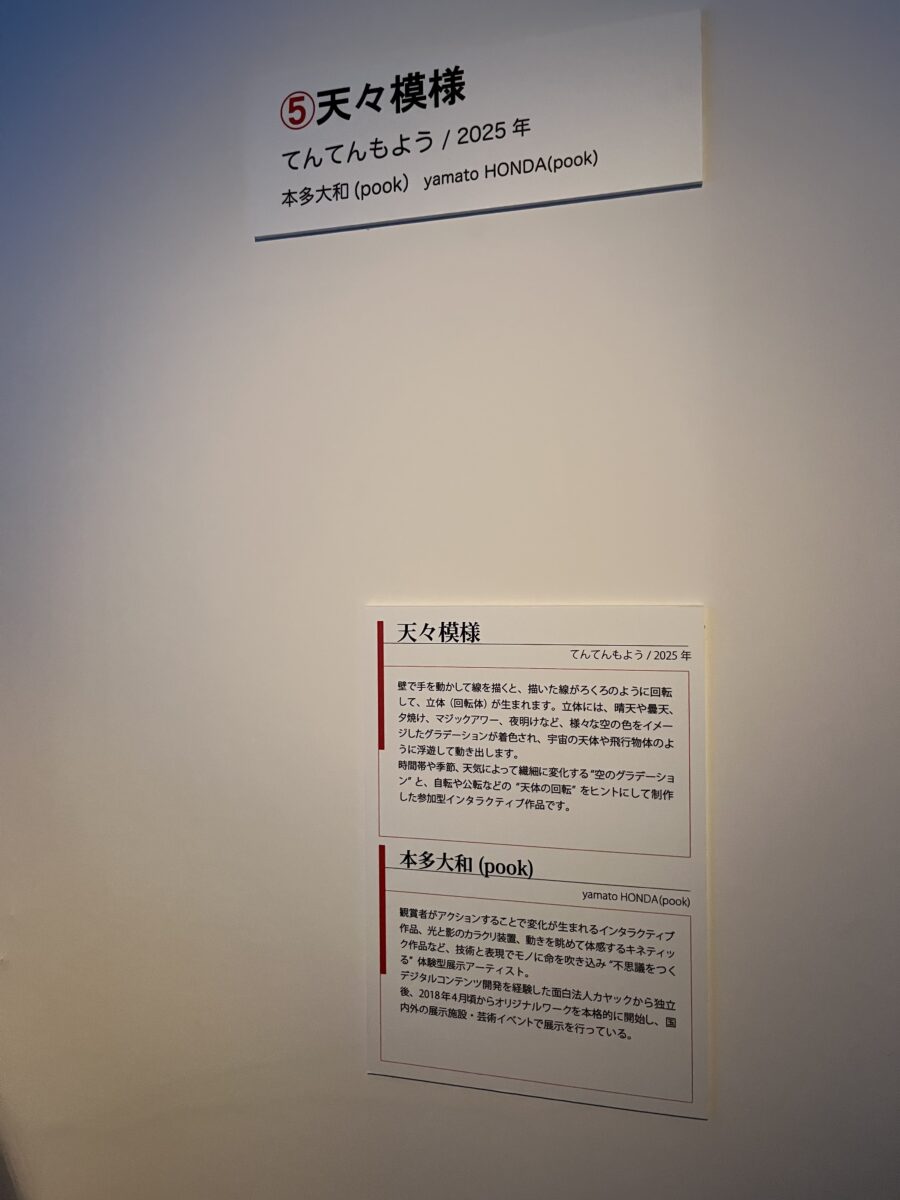 ⑤天々模様
てんてんもよう / 2025 年
本多大和 (pook)　yamato HONDA(pook)
天々模様
てんてんもよう / 2025 年
壁で手を動かして線を描くと、描いた線がろくろのように回転
して、立体（回転体）が生まれます。立体には、晴天や曇天、
夕焼け、マジックアワー、夜明けなど、様々な空の色をイメー
ジしたグラデーションが着色され、宇宙の天体や飛行物体のよ
うに浮遊して動き出します。
時間帯や季節、天気によって繊細に変化する“空のグラデーショ
ン” と、自転や公転などの “天体の回転” をヒントにして制作
した参加型インタラクティブ作品です。
本多大和 (pook)
yamato HONDA(pook)
観賞者がアクションすることで変化が生まれるインタラクティブ
作品、光と影のカラクリ装置、動きを眺めて体感するキネティッ
ク作品など、技術と表現でモノに命を吹き込み “不思議をつく
る” 体験型展示アーティスト。
デジタルコンテンツ開発を経験した面白法人カヤックから独立
後、2018年4月頃からオリジナルワークを本格的に開始し、国
内外の展示施設・芸術イベントで展示を行っている。